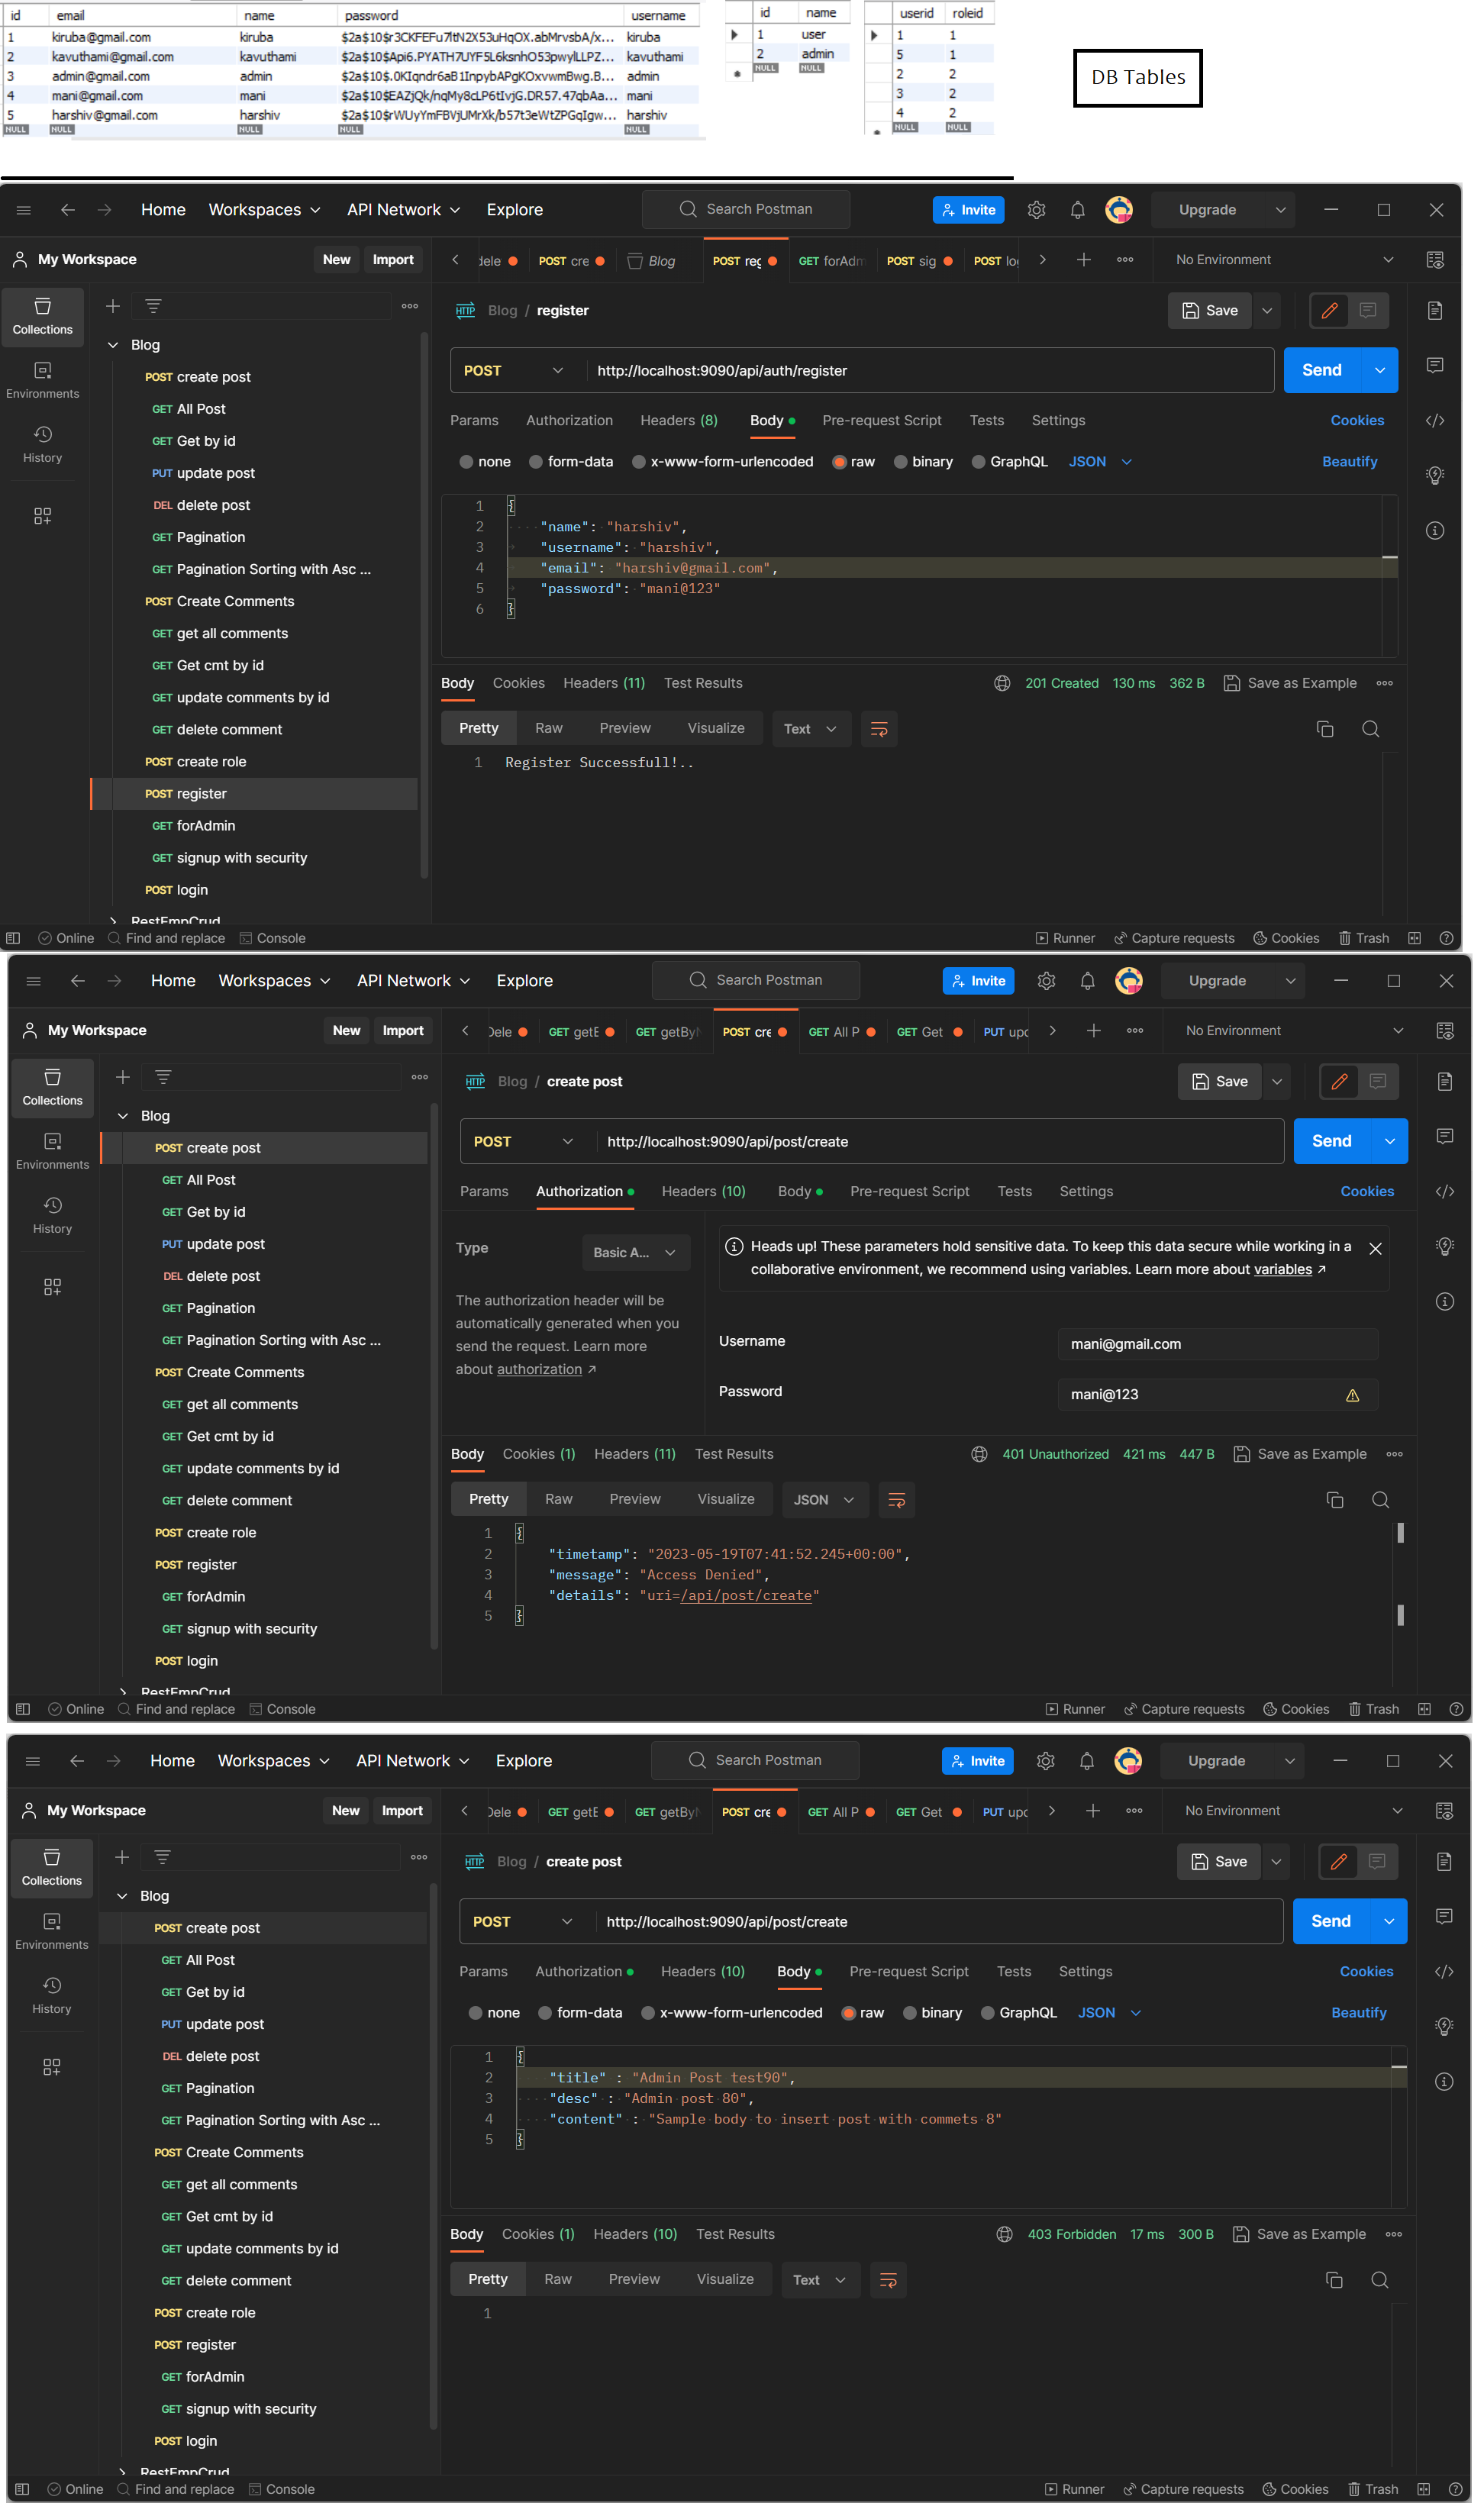 id email name password username
1 kiruba@gmail.com kiruba kiruba
2 kavuthami@gmail.com kavuthami $2a$10$Api6.PYATH7UYF5L6ksnhO53pwylLLPZ... kavuthami
3 admin@gmail.com admin $2a$10$.0KIqndr6aB1InpybAPgKOxvwmBwg.B... admin
4 mani@gmail.com mani $2a$10$EAZjQk/nqMy8cLP6tIvjG.DR57.47qbAa... mani
5 harshiv@gmail.com harshiv $2a$10$rWUyYmFBVjUMrXk/b57t3eWtZPGqIgw... harshiv
NULL NULL NULL NULL NULL
id name
1 user
2 admin
NULL NULL
userid roleid
1 1
5 1
2 2
3 2
4 2
NULL NULL
DB Tables
Home Workspaces API Network Explore Search Postman Invite Upgrade
My Workspace New Import
dele POST cre Blog POST reg GET forAdm POST sig POST log No Environment
Collections
Environments
History
Blog
POST create post
GET All Post
GET Get by id
PUT update post
DEL delete post
GET Pagination
GET Pagination Sorting with Asc ...
POST Create Comments
GET get all comments
GET Get cmt by id
GET update comments by id
GET delete comment
POST create role
POST register
GET forAdmin
GET signup with security
POST login
RestEmpCrud
HTTP Blog / register Save
POST http://localhost:9090/api/auth/register Send
Params Authorization Headers (8) Body Pre-request Script Tests Settings Cookies
none form-data x-www-form-urlencoded raw binary GraphQL JSON Beautify
1 {
2 "name": "harshiv",
3 "username": "harshiv",
4 "email": "harshiv@gmail.com",
5 "password": "mani@123"
6 }
Body Cookies Headers (11) Test Results 201 Created 130 ms 362 B Save as Example
Pretty Raw Preview Visualize Text
1 Register Successfull!..
Online Find and replace Console Runner Capture requests Cookies Trash
Home Workspaces API Network Explore Search Postman Invite Upgrade
My Workspace New Import
Dele GET getE GET getByN POST cre GET All P GET Get PUT upd No Environment
Collections
Environments
History
Blog
POST create post
GET All Post
GET Get by id
PUT update post
DEL delete post
GET Pagination
GET Pagination Sorting with Asc ...
POST Create Comments
GET get all comments
GET Get cmt by id
GET update comments by id
GET delete comment
POST create role
POST register
GET forAdmin
GET signup with security
POST login
RestEmpCrud
HTTP Blog / create post Save
POST http://localhost:9090/api/post/create Send
Params Authorization Headers (10) Body Pre-request Script Tests Settings Cookies
Type Basic A...
The authorization header will be
automatically generated when you
send the request. Learn more
about authorization ↗
Heads up! These parameters hold sensitive data. To keep this data secure while working in a
collaborative environment, we recommend using variables. Learn more about variables ↗
Username mani@gmail.com
Password mani@123
Body Cookies (1) Headers (11) Test Results 401 Unauthorized 421 ms 447 B Save as Example
Pretty Raw Preview Visualize JSON
1 {
2 "timetamp": "2023-05-19T07:41:52.245+00:00",
3 "message": "Access Denied",
4 "details": "uri=/api/post/create"
5 }
Online Find and replace Console Runner Capture requests Cookies Trash
Home Workspaces API Network Explore Search Postman Invite Upgrade
My Workspace New Import
Dele GET getE GET getByN POST cre GET All P GET Get PUT upd No Environment
Collections
Environments
History
Blog
POST create post
GET All Post
GET Get by id
PUT update post
DEL delete post
GET Pagination
GET Pagination Sorting with Asc ...
POST Create Comments
GET get all comments
GET Get cmt by id
GET update comments by id
GET delete comment
POST create role
POST register
GET forAdmin
GET signup with security
POST login
RestEmpCrud
HTTP Blog / create post Save
POST http://localhost:9090/api/post/create Send
Params Authorization Headers (10) Body Pre-request Script Tests Settings Cookies
none form-data x-www-form-urlencoded raw binary GraphQL JSON Beautify
1 {
2 "title" : "Admin Post test90",
3 "desc" : "Admin post 80",
4 "content" : "Sample body to insert post with commets 8"
5 }
Body Cookies (1) Headers (10) Test Results 403 Forbidden 17 ms 300 B Save as Example
Pretty Raw Preview Visualize Text
1
Online Find and replace Console Runner Capture requests Cookies Trash